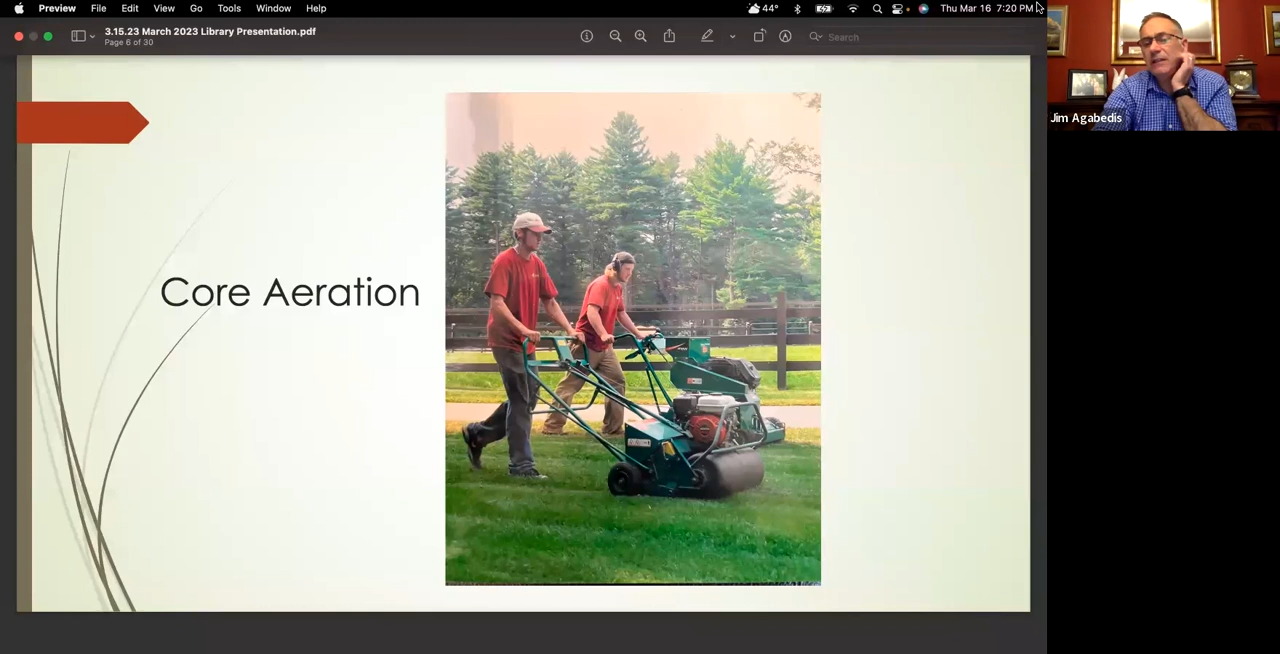 Preview File Edit View Go Tools Window Help
44° Thu Mar 16 7:20 PM
3.15.23 March 2023 Library Presentation.pdf
Page 6 of 30
Search
Jim Agabedis
Core Aeration